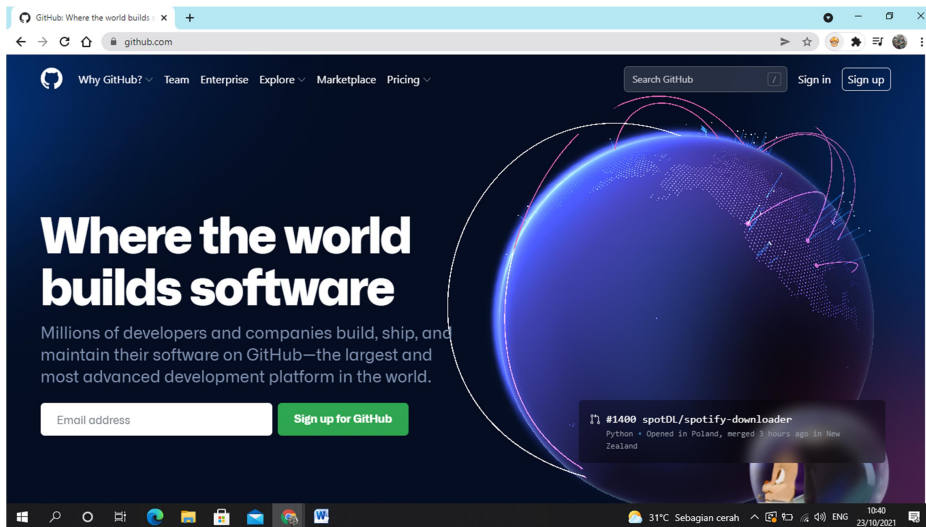 GitHub: Where the world builds
github.com
Why GitHub? Team Enterprise Explore Marketplace Pricing
Search GitHub /
Sign in Sign up
Where the world
builds software
Millions of developers and companies build, ship, and
maintain their software on GitHub—the largest and
most advanced development platform in the world.
Email address
Sign up for GitHub
#1400 spotDL/spotify-downloader
Python • Opened in Poland, merged 3 hours ago in New
Zealand
31°C Sebagian cerah ENG 10:40
23/10/2021